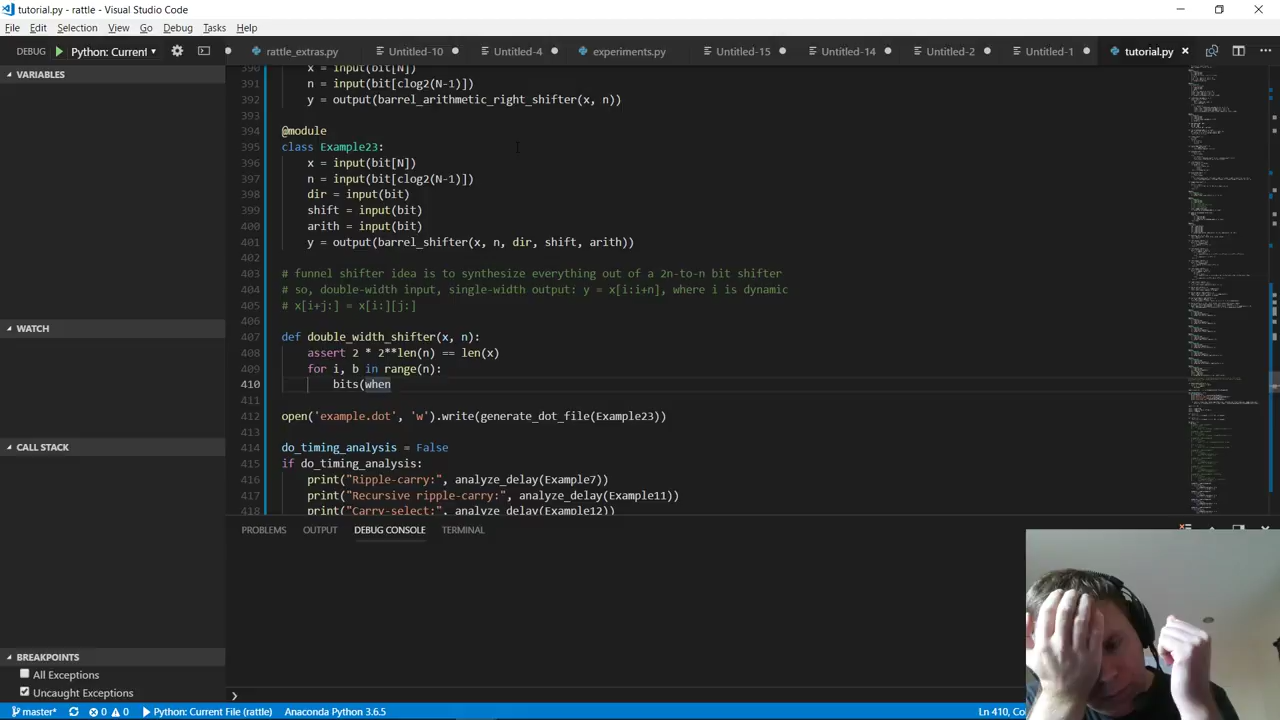 tutorial.py - rattle - Visual Studio Code
File Edit Selection View Go Debug Tasks Help
DEBUG Python: Current
rattle_extras.py Untitled-10 Untitled-4 experiments.py Untitled-15 Untitled-14 Untitled-2 Untitled-1 tutorial.py
VARIABLES
WATCH
CALL STACK
BREAKPOINTS
All Exceptions
Uncaught Exceptions
390 x = input(bit[N])
391 n = input(bit[clog2(N-1)])
392 y = output(barrel_arithmetic_right_shifter(x, n))
393
394 @module
395 class Example23:
396 x = input(bit[N])
397 n = input(bit[clog2(N-1)])
398 dir = input(bit)
399 shift = input(bit)
400 arith = input(bit)
401 y = output(barrel_shifter(x, n, dir, shift, arith))
402
403 # funnel shifter idea is to synthesize everything out of a 2n-to-n bit shifter
404 # so, double-width input, single-width output: y = x[i:i+n], where i is dynamic
405 # x[i+j:] = x[i:][j:]
406
407 def double_width_shifter(x, n):
408 assert 2 * 2**len(n) == len(x)
409 for i, b in range(n):
410 bits(when
411
412 open('example.dot', 'w').write(generate_dot_file(Example23))
413
414 do_timing_analysis = False
415 if do_timing_analysis:
416 print("Ripple-carry:", analyze_delay(Example7))
417 print("Recursive ripple-carry:", analyze_delay(Example11))
418 print("Carry-select:", analyze_delay(Example12))
PROBLEMS OUTPUT DEBUG CONSOLE TERMINAL
master* 0 0 Python: Current File (rattle) Anaconda Python 3.6.5 Ln 410, Co